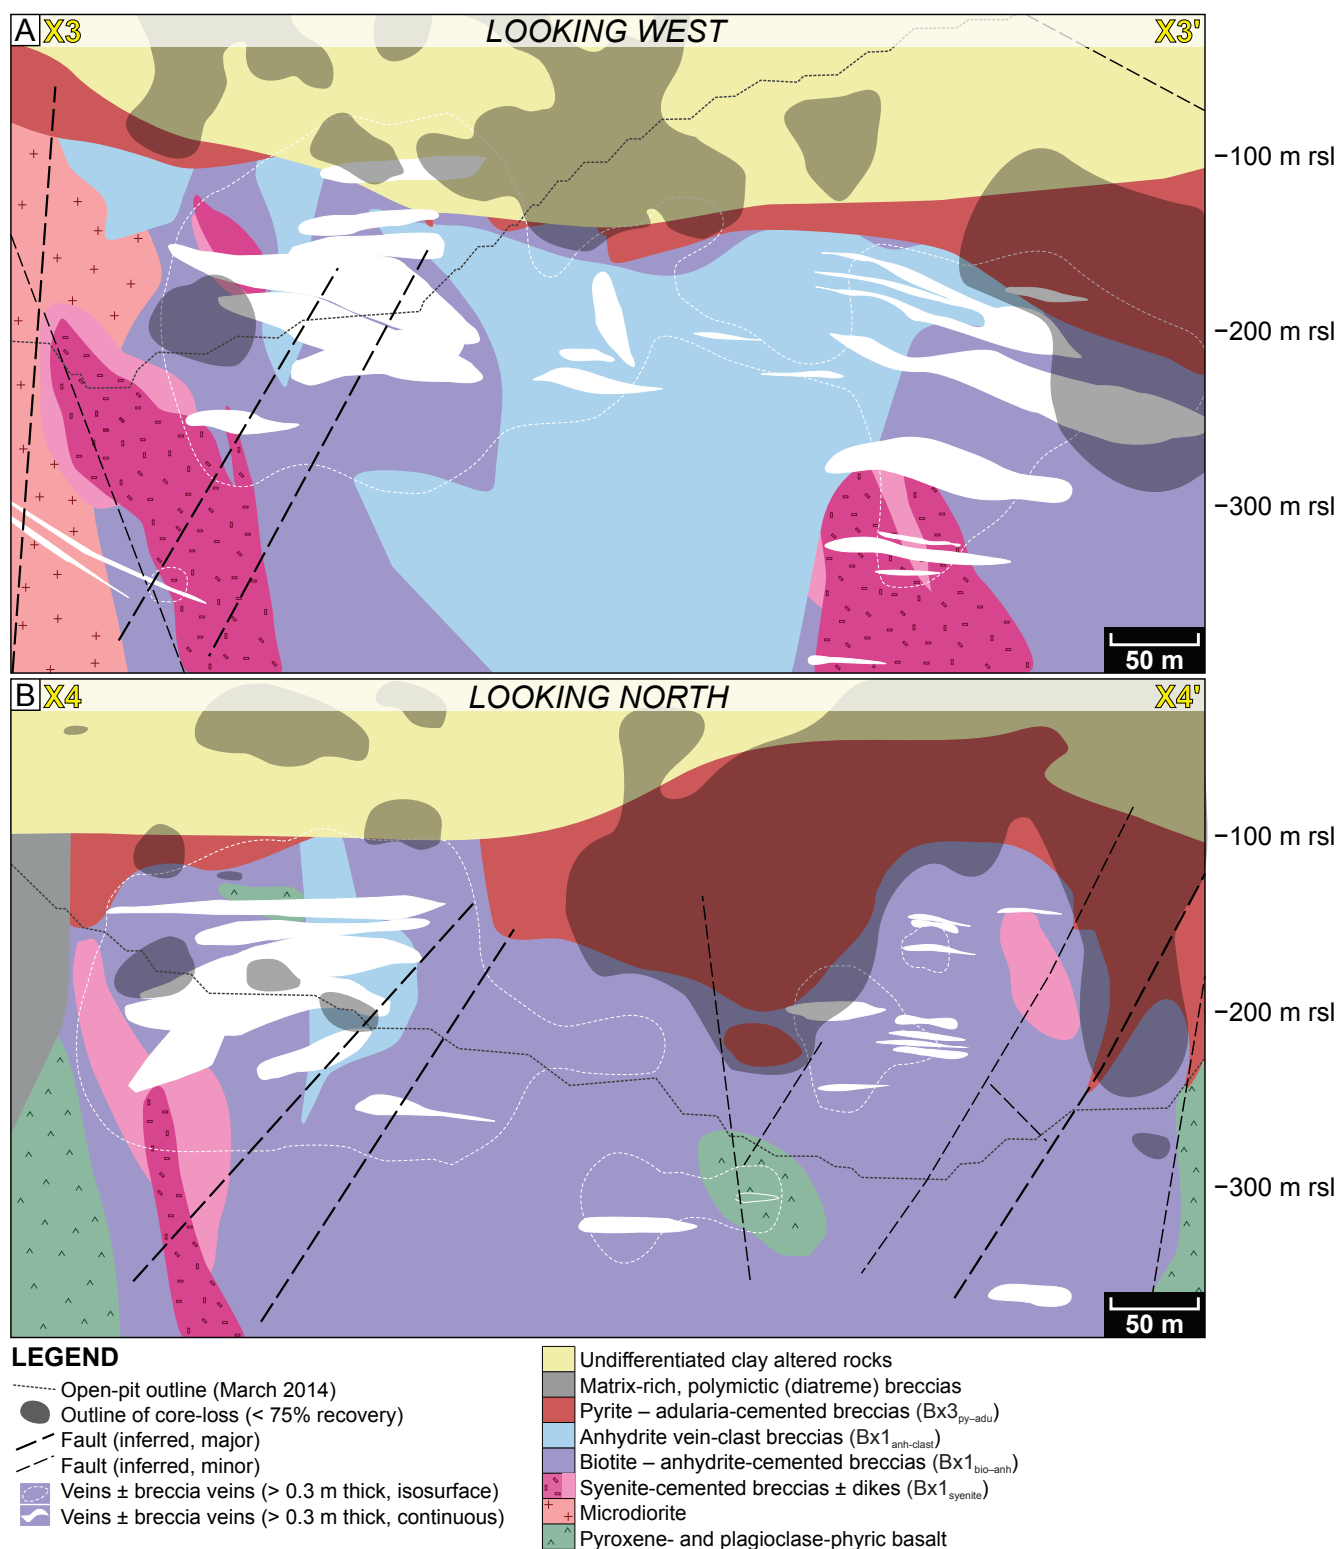 A X3 LOOKING WEST X3'
−100 m rsl
−200 m rsl
−300 m rsl
50 m
B X4 LOOKING NORTH X4'
−100 m rsl
−200 m rsl
−300 m rsl
50 m
LEGEND
Open-pit outline (March 2014)
Outline of core-loss (< 75% recovery)
Fault (inferred, major)
Fault (inferred, minor)
Veins ± breccia veins (> 0.3 m thick, isosurface)
Veins ± breccia veins (> 0.3 m thick, continuous)
Undifferentiated clay altered rocks
Matrix-rich, polymictic (diatreme) breccias
Pyrite – adularia-cemented breccias (Bx3py–adu)
Anhydrite vein-clast breccias (Bx1anh-clast)
Biotite – anhydrite-cemented breccias (Bx1bio–anh)
Syenite-cemented breccias ± dikes (Bx1syenite)
Microdiorite
Pyroxene- and plagioclase-phyric basalt